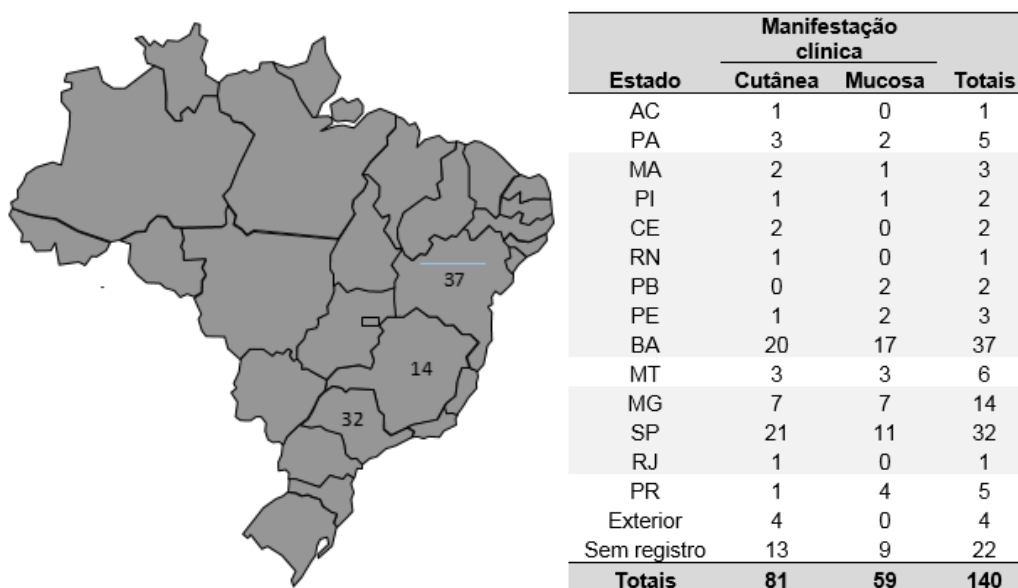 37
14
32
Manifestação
clínica
Estado Cutânea Mucosa Totais
AC 1 0 1
PA 3 2 5
MA 2 1 3
PI 1 1 2
CE 2 0 2
RN 1 0 1
PB 0 2 2
PE 1 2 3
BA 20 17 37
MT 3 3 6
MG 7 7 14
SP 21 11 32
RJ 1 0 1
PR 1 4 5
Exterior 4 0 4
Sem registro 13 9 22
Totais 81 59 140